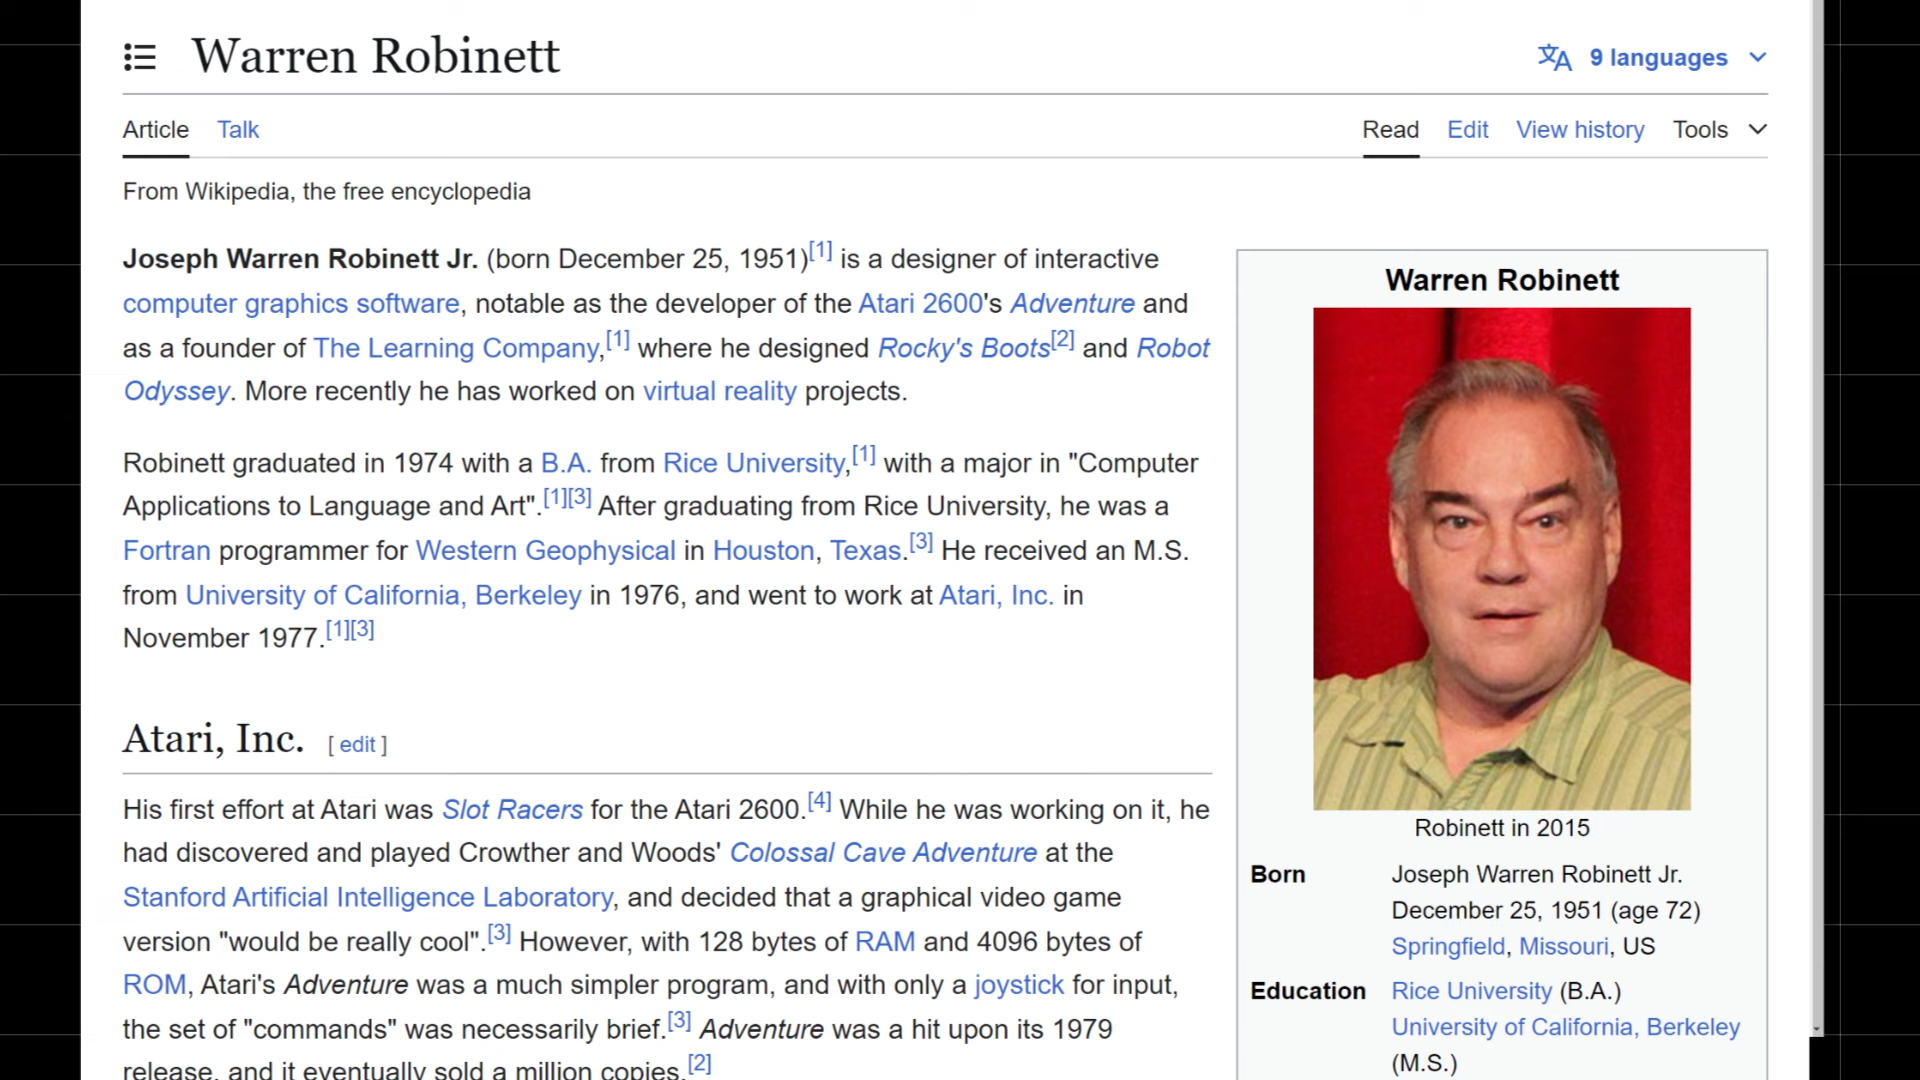 Warren Robinett
9 languages
Article Talk
Read Edit View history Tools
From Wikipedia, the free encyclopedia
Joseph Warren Robinett Jr. (born December 25, 1951)[1] is a designer of interactive
computer graphics software, notable as the developer of the Atari 2600's Adventure and
as a founder of The Learning Company,[1] where he designed Rocky's Boots[2] and Robot
Odyssey. More recently he has worked on virtual reality projects.
Robinett graduated in 1974 with a B.A. from Rice University,[1] with a major in "Computer
Applications to Language and Art".[1][3] After graduating from Rice University, he was a
Fortran programmer for Western Geophysical in Houston, Texas.[3] He received an M.S.
from University of California, Berkeley in 1976, and went to work at Atari, Inc. in
November 1977.[1][3]
Atari, Inc. [ edit ]
His first effort at Atari was Slot Racers for the Atari 2600.[4] While he was working on it, he
had discovered and played Crowther and Woods' Colossal Cave Adventure at the
Stanford Artificial Intelligence Laboratory, and decided that a graphical video game
version "would be really cool".[3] However, with 128 bytes of RAM and 4096 bytes of
ROM, Atari's Adventure was a much simpler program, and with only a joystick for input,
the set of "commands" was necessarily brief.[3] Adventure was a hit upon its 1979
release, and it eventually sold a million copies.[2]
Warren Robinett
Robinett in 2015
Born Joseph Warren Robinett Jr.
December 25, 1951 (age 72)
Springfield, Missouri, US
Education Rice University (B.A.)
University of California, Berkeley
(M.S.)